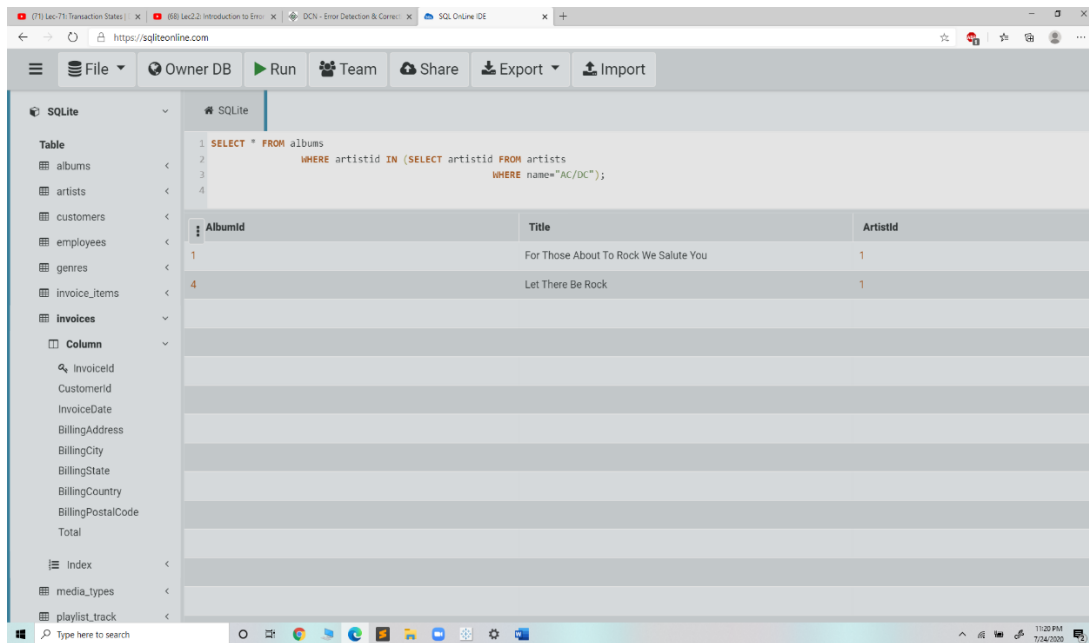 (71) Lec-71: Transaction States |
(68) Lec2.2: Introduction to Error
DCN - Error Detection & Correct
SQL OnLine IDE
https://sqliteonline.com
File
Owner DB
Run
Team
Share
Export
Import
SQLite
Table
albums
artists
customers
employees
genres
invoice_items
invoices
Column
InvoiceId
CustomerId
InvoiceDate
BillingAddress
BillingCity
BillingState
BillingCountry
BillingPostalCode
Total
Index
media_types
playlist_track
SQLite
1 SELECT * FROM albums
2 WHERE artistid IN (SELECT artistid FROM artists
3 WHERE name="AC/DC");
4
AlbumId Title ArtistId
1 For Those About To Rock We Salute You 1
4 Let There Be Rock 1
Type here to search
11:20 PM
7/24/2020